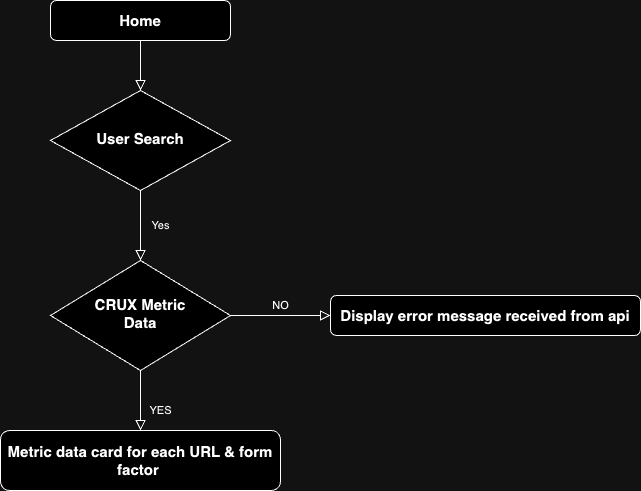 Home
User Search
Yes
CRUX Metric
Data
NO
Display error message received from api
YES
Metric data card for each URL & form
factor